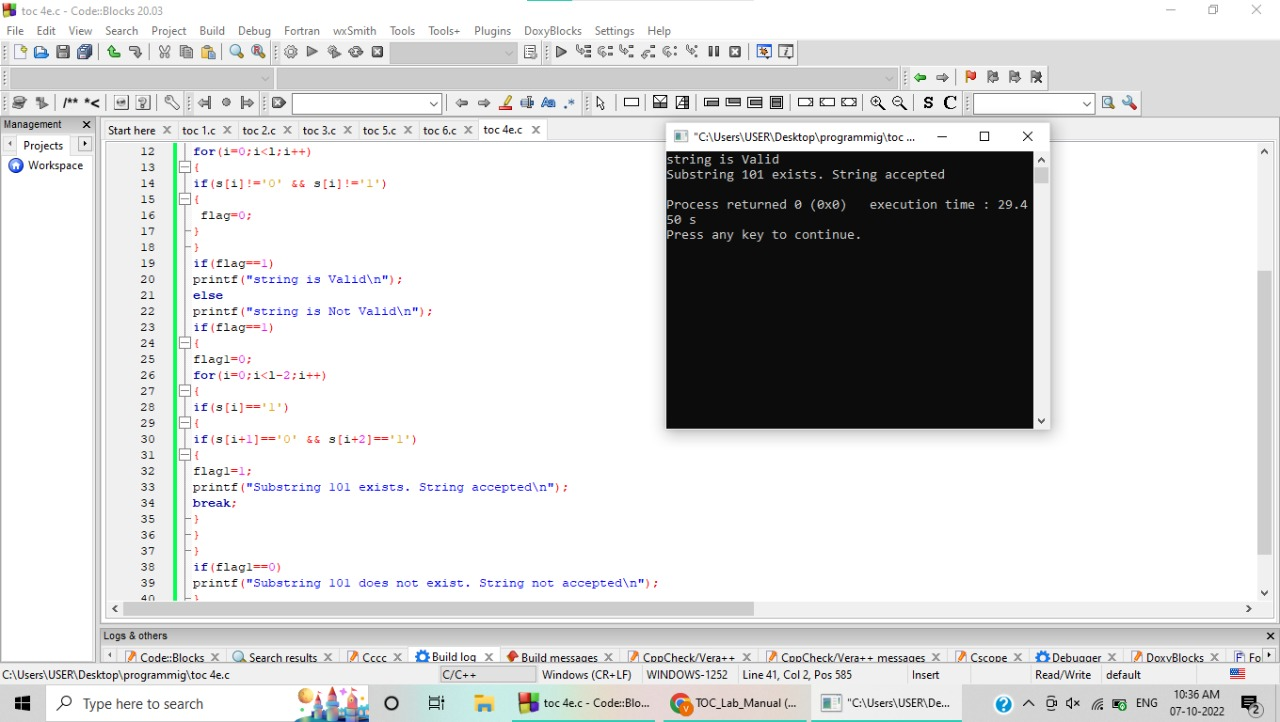 toc 4e.c - Code::Blocks 20.03
File Edit View Search Project Build Debug Fortran wxSmith Tools Tools+ Plugins DoxyBlocks Settings Help
/** *< .* S C
Management
Projects
Workspace
Start here toc 1.c toc 2.c toc 3.c toc 5.c toc 6.c toc 4e.c
12 for(i=0;i<l;i++)
13 {
14 if(s[i]!='0' && s[i]!='1')
15 {
16 flag=0;
17 }
18 }
19 if(flag==1)
20 printf("string is Valid\n");
21 else
22 printf("string is Not Valid\n");
23 if(flag==1)
24 {
25 flag1=0;
26 for(i=0;i<l-2;i++)
27 {
28 if(s[i]=='1')
29 {
30 if(s[i+1]=='0' && s[i+2]=='1')
31 {
32 flag1=1;
33 printf("Substring 101 exists. String accepted\n");
34 break;
35 }
36 }
37 }
38 if(flag1==0)
39 printf("Substring 101 does not exist. String not accepted\n");
40 }
"C:\Users\USER\Desktop\programmig\toc ...
string is Valid
Substring 101 exists. String accepted
Process returned 0 (0x0) execution time : 29.4
50 s
Press any key to continue.
Logs & others
Code::Blocks Search results Cccc Build log Build messages CppCheck/Vera++ CppCheck/Vera++ messages Cscope Debugger DoxyBlocks Fo
C:\Users\USER\Desktop\programmig\toc 4e.c C/C++ Windows (CR+LF) WINDOWS-1252 Line 41, Col 2, Pos 585 Insert Read/Write default
Type here to search
toc 4e.c - Code::Blo...
TOC_Lab_Manual (...
"C:\Users\USER\De...
ENG
10:36 AM
07-10-2022
2